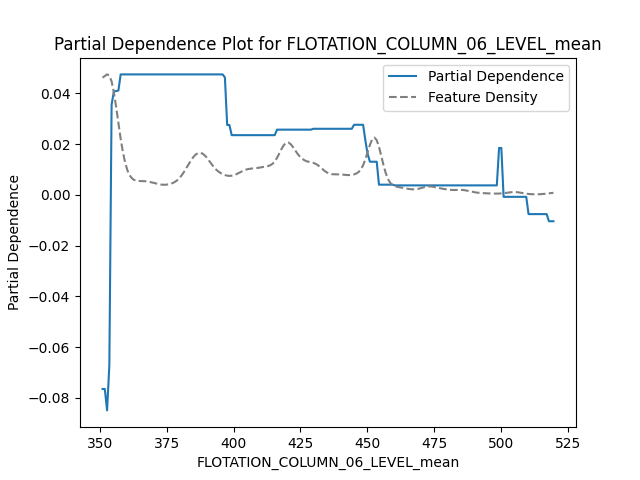 Partial Dependence Plot for FLOTATION_COLUMN_06_LEVEL_mean
Partial Dependence
Feature Density
0.04
0.02
0.00
−0.02
−0.04
−0.06
−0.08
Partial Dependence
350 375 400 425 450 475 500 525
FLOTATION_COLUMN_06_LEVEL_mean